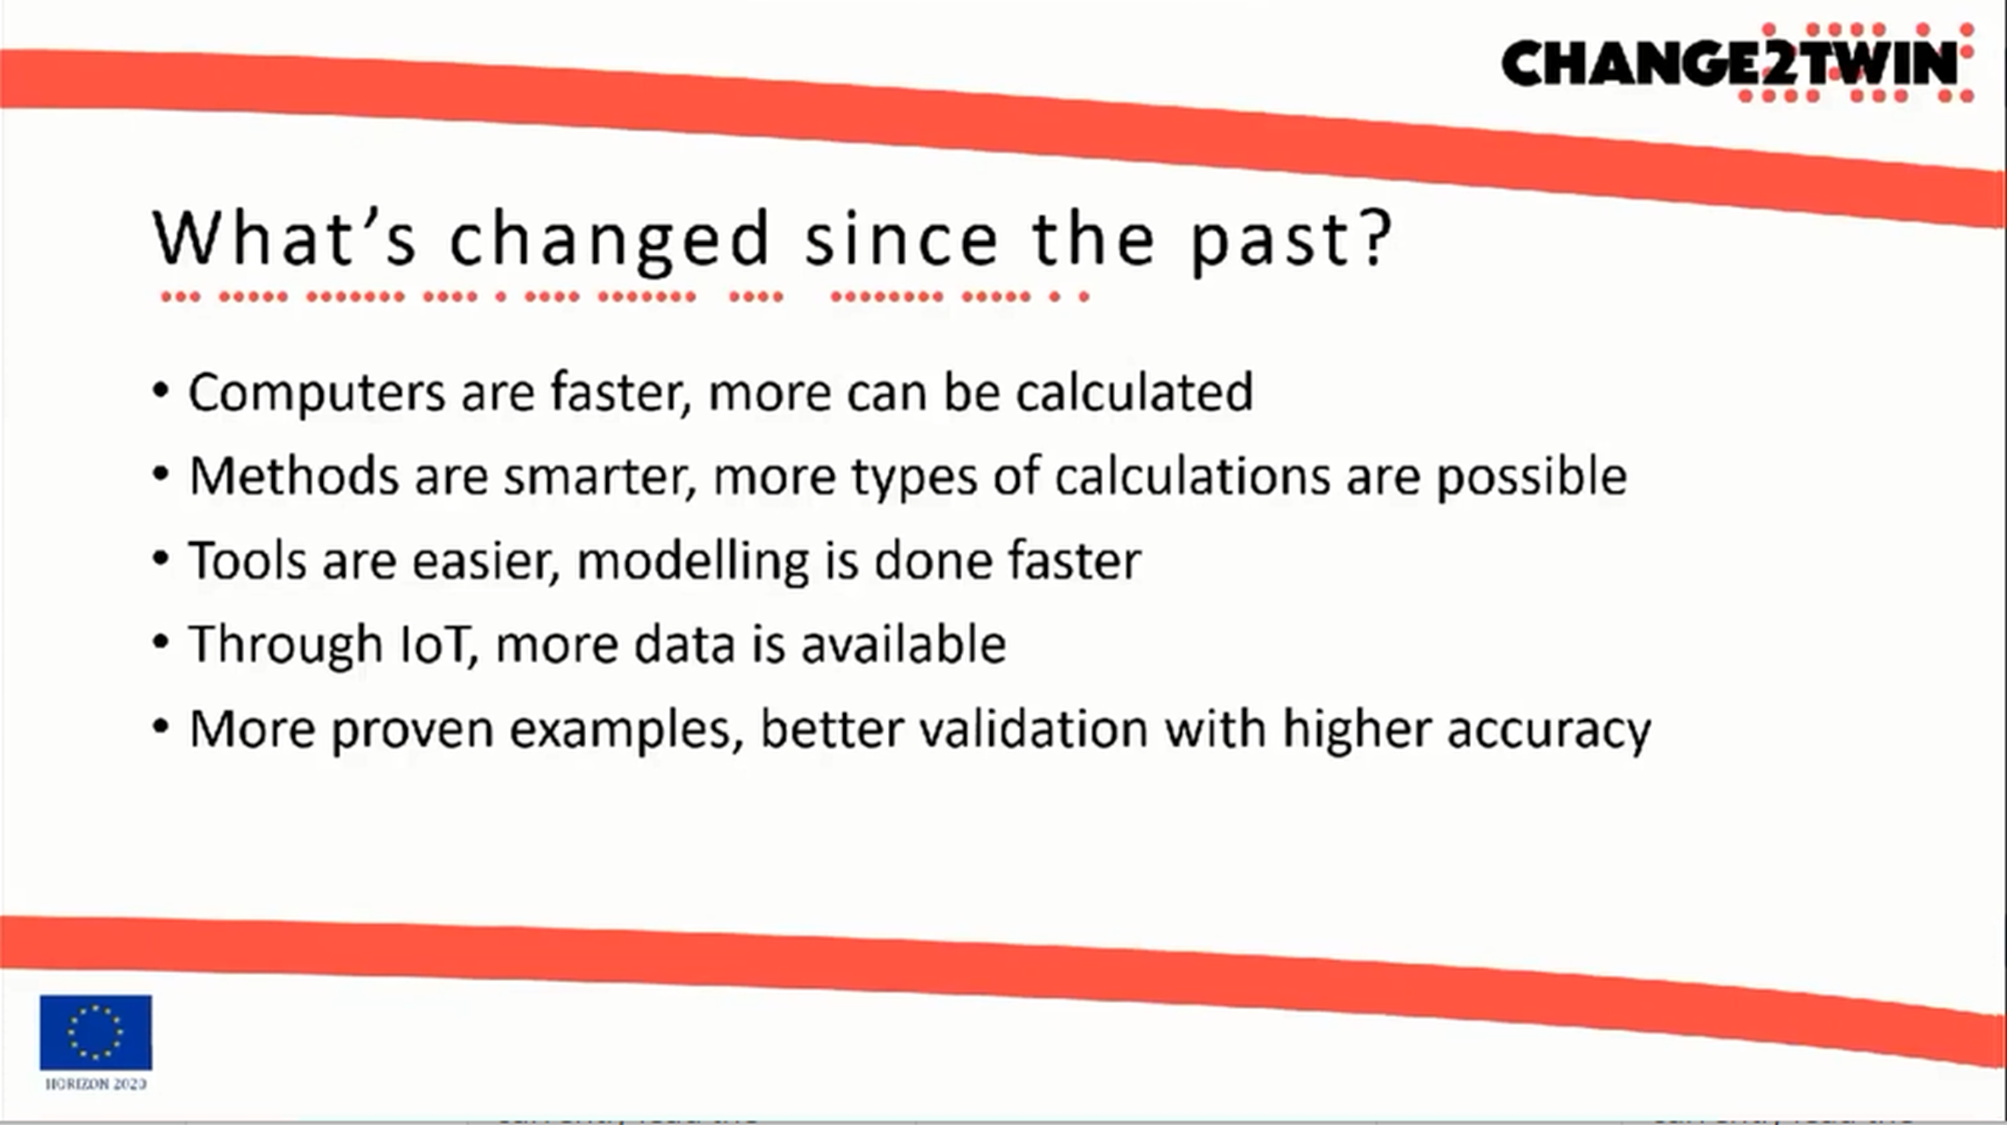 CHANGE2TWIN
What's changed since the past?
• Computers are faster, more can be calculated
• Methods are smarter, more types of calculations are possible
• Tools are easier, modelling is done faster
• Through IoT, more data is available
• More proven examples, better validation with higher accuracy
HORIZON 2020